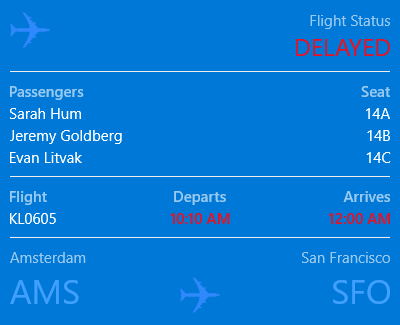 Flight Status
DELAYED
Passengers Seat
Sarah Hum 14A
Jeremy Goldberg 14B
Evan Litvak 14C
Flight Departs Arrives
KL0605 10:10 AM 12:00 AM
Amsterdam San Francisco
AMS SFO